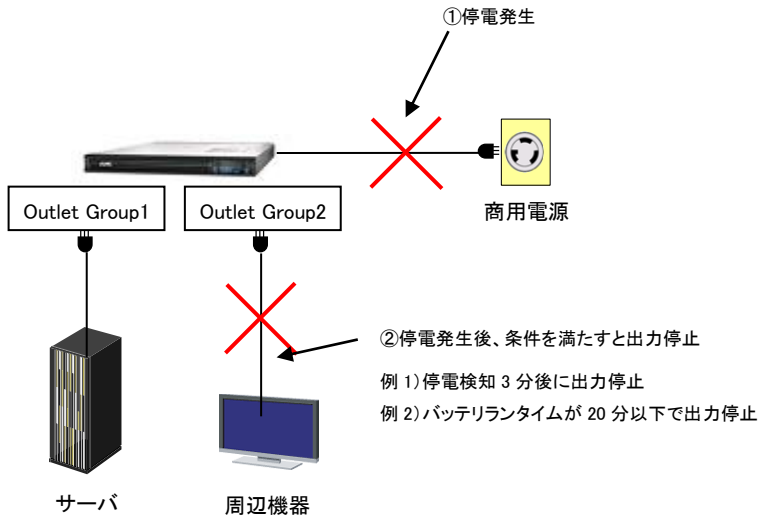 ①停電発生
商用電源
Outlet Group1
Outlet Group2
②停電発生後、条件を満たすと出力停止
例 1)停電検知 3 分後に出力停止
例 2)バッテリランタイムが 20 分以下で出力停止
サーバ
周辺機器